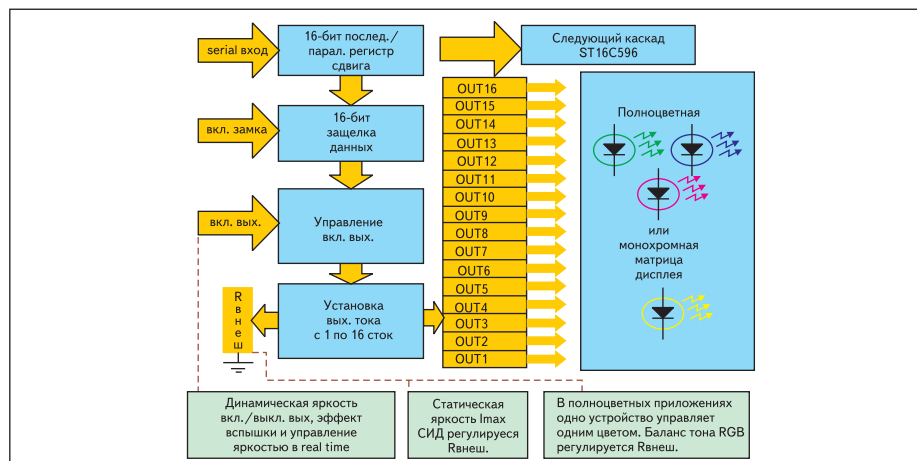 serial вход
16-бит послед./
парал. регистр
сдвига
Следующий каскад
ST16C596
вкл. замка
16-бит
защелка
данных
вкл. вых.
Управление
вкл. вых.
R
в
н
е
ш
Установка
вых. тока
с 1 по 16 сток
OUT16
OUT15
OUT14
OUT13
OUT12
OUT11
OUT10
OUT9
OUT8
OUT7
OUT6
OUT5
OUT4
OUT3
OUT2
OUT1
Полноцветная
или
монохромная
матрица
дисплея
Динамическая яркость
вкл./выкл. вых, эффект
вспышки и управление
яркостью в real time
Статическая
яркость Imax
СИД регулируеся
Rвнеш.
В полноцветных приложениях
одно устройство управляет
одним цветом. Баланс тона RGB
регулируется Rвнеш.